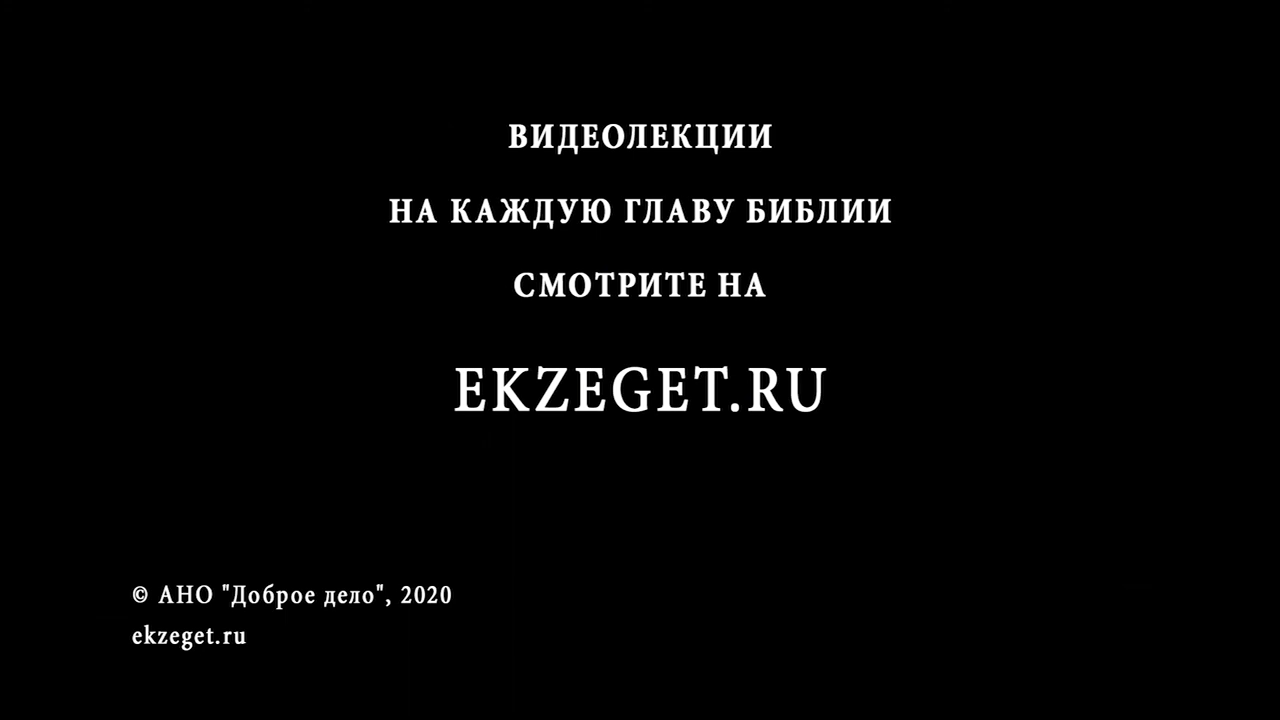 ВИДЕОЛЕКЦИИ
НА КАЖДУЮ ГЛАВУ БИБЛИИ
СМОТРИТЕ НА
EKZEGET.RU
© АНО "Доброе дело", 2020
ekzeget.ru